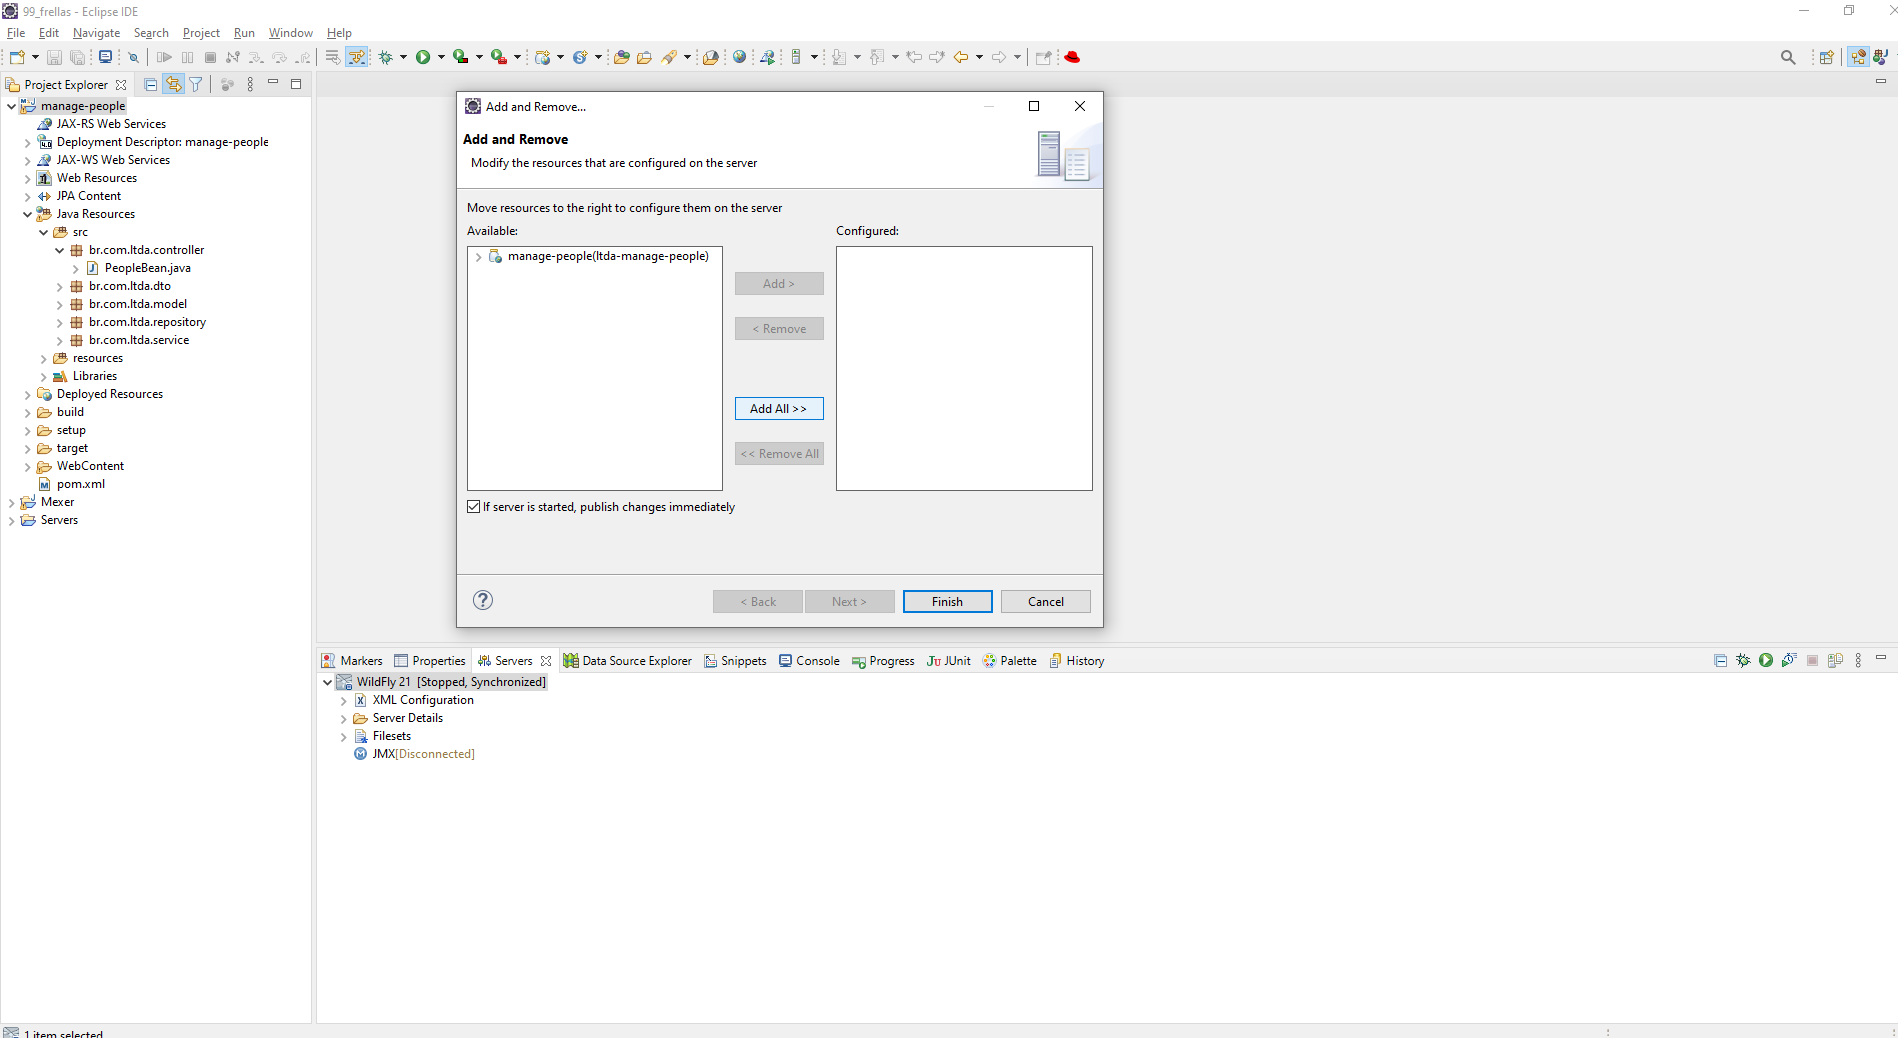 99_frellas - Eclipse IDE
File Edit Navigate Search Project Run Window Help
Project Explorer
manage-people
JAX-RS Web Services
Deployment Descriptor: manage-people
JAX-WS Web Services
Web Resources
JPA Content
Java Resources
src
br.com.ltda.controller
PeopleBean.java
br.com.ltda.dto
br.com.ltda.model
br.com.ltda.repository
br.com.ltda.service
resources
Libraries
Deployed Resources
build
setup
target
WebContent
pom.xml
Mexer
Servers
Add and Remove...
Add and Remove
Modify the resources that are configured on the server
Move resources to the right to configure them on the server
Available:
Configured:
manage-people(ltda-manage-people)
Add >
< Remove
Add All >>
<< Remove All
If server is started, publish changes immediately
< Back Next > Finish Cancel
Markers Properties Servers Data Source Explorer Snippets Console Progress JUnit Palette History
WildFly 21 [Stopped, Synchronized]
XML Configuration
Server Details
Filesets
JMX[Disconnected]
1 item selected